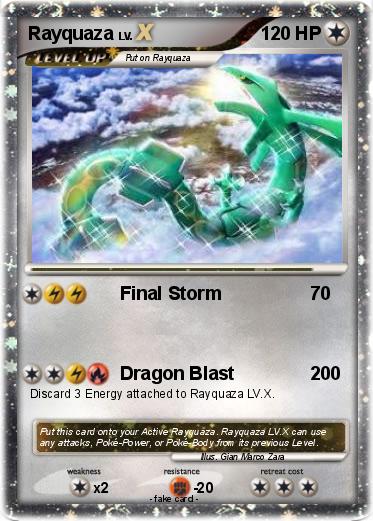 Rayquaza LV.X 120 HP
LEVEL UP Put on Rayquaza
Final Storm 70
Dragon Blast 200
Discard 3 Energy attached to Rayquaza LV.X.
Put this card onto your Active Rayquaza. Rayquaza LV.X can use
any attacks, Poké-Power, or Poké-Body from its previous Level.
Illus. Gian Marco Zara
weakness resistance retreat cost
x2 -20
- fake card -